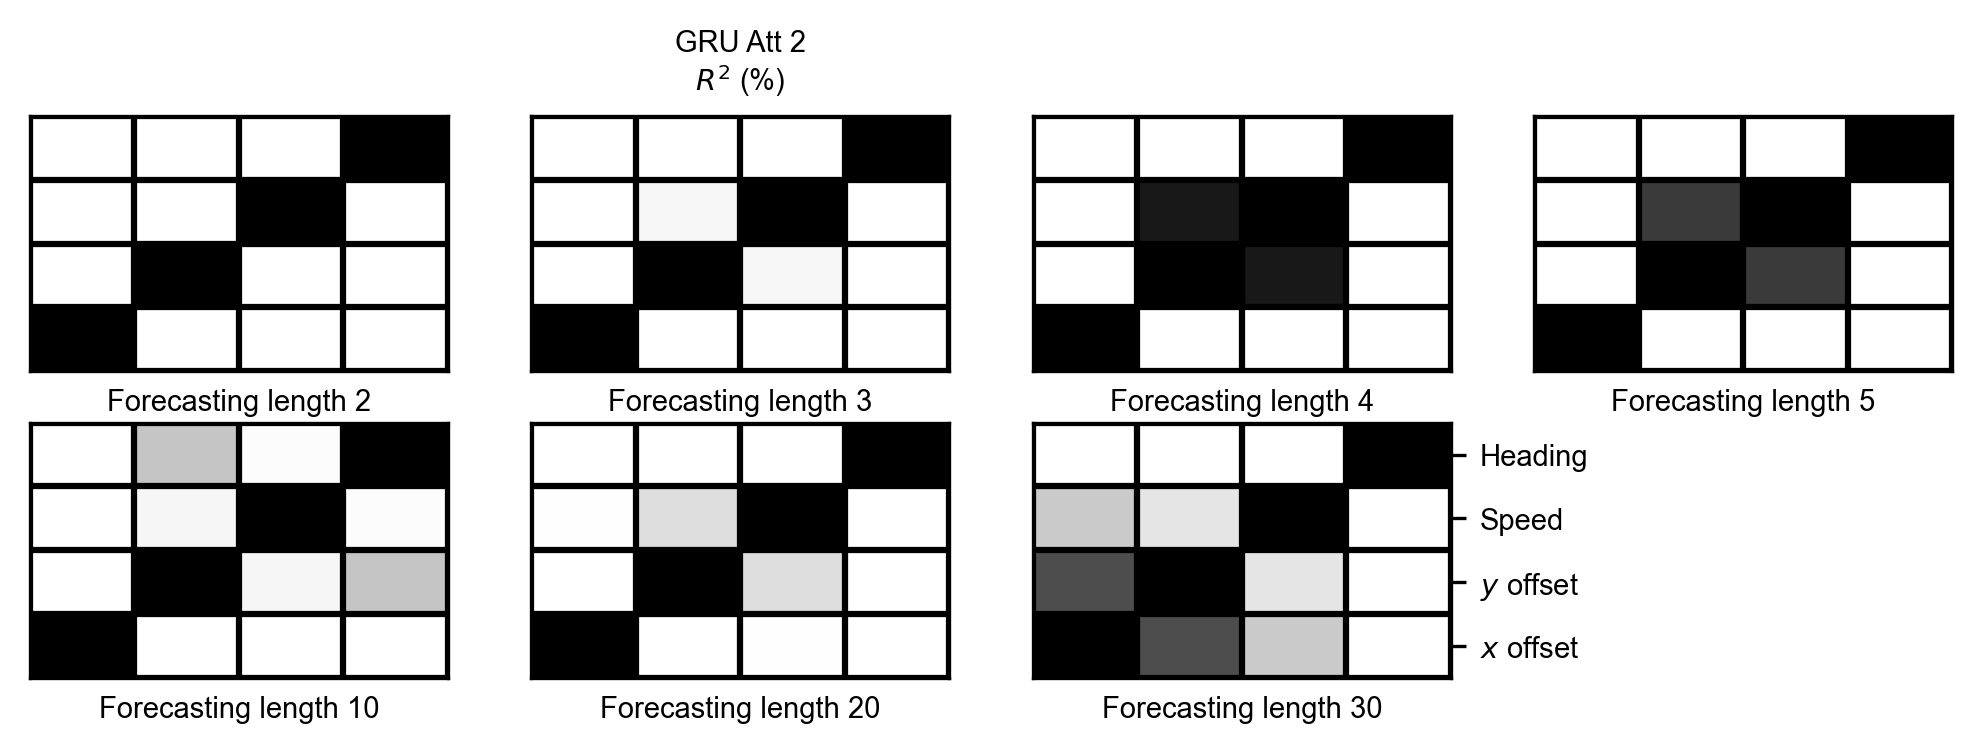 GRU Att 2
R² (%)
Forecasting length 2
Forecasting length 3
Forecasting length 4
Forecasting length 5
Heading
Speed
y offset
x offset
Forecasting length 10
Forecasting length 20
Forecasting length 30